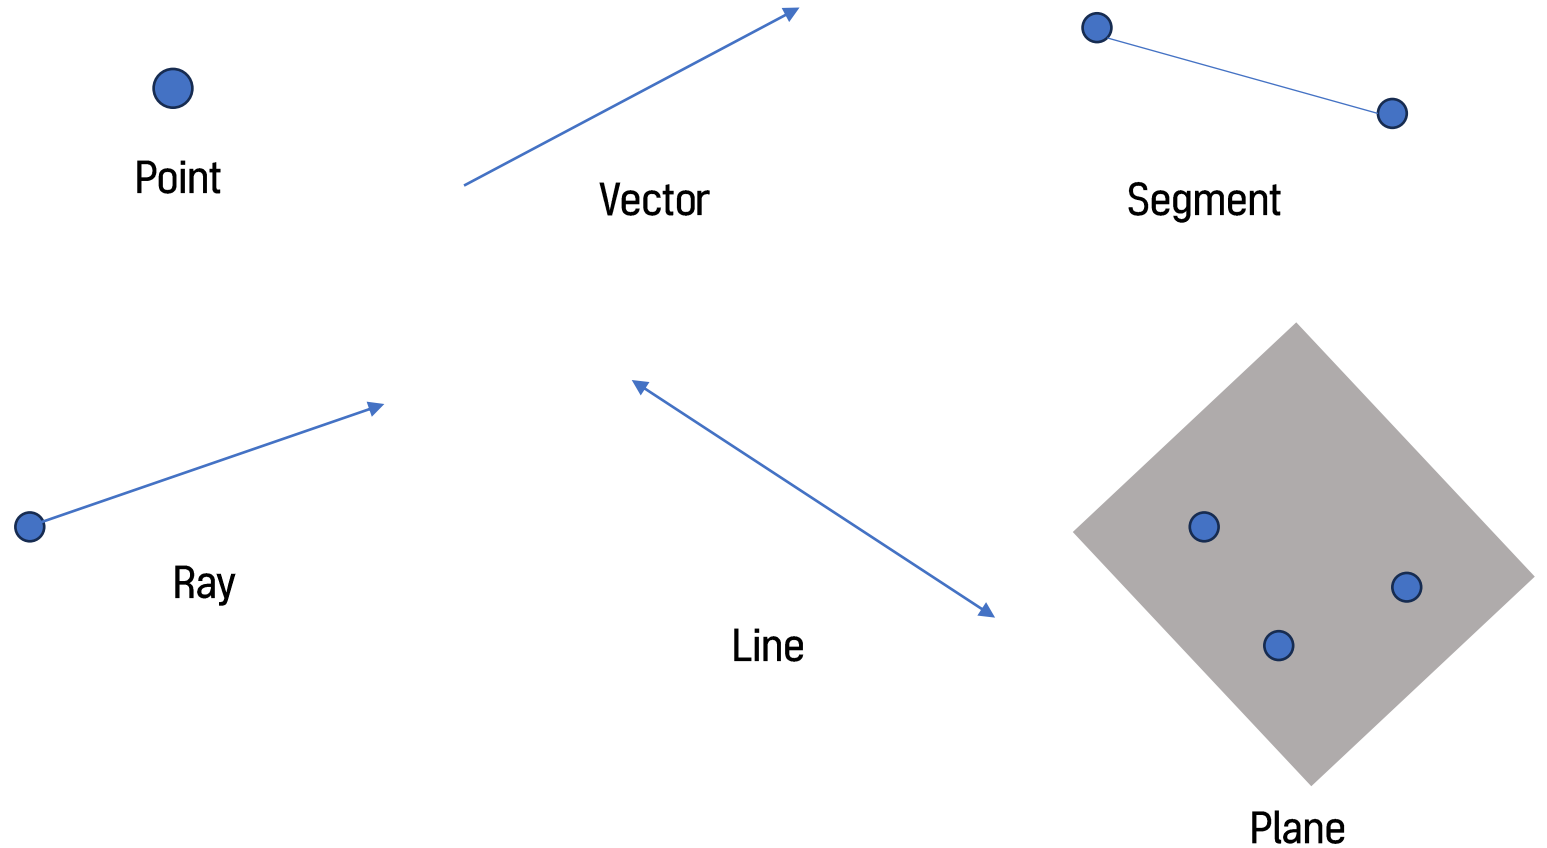 Point
Vector
Segment
Ray
Line
Plane